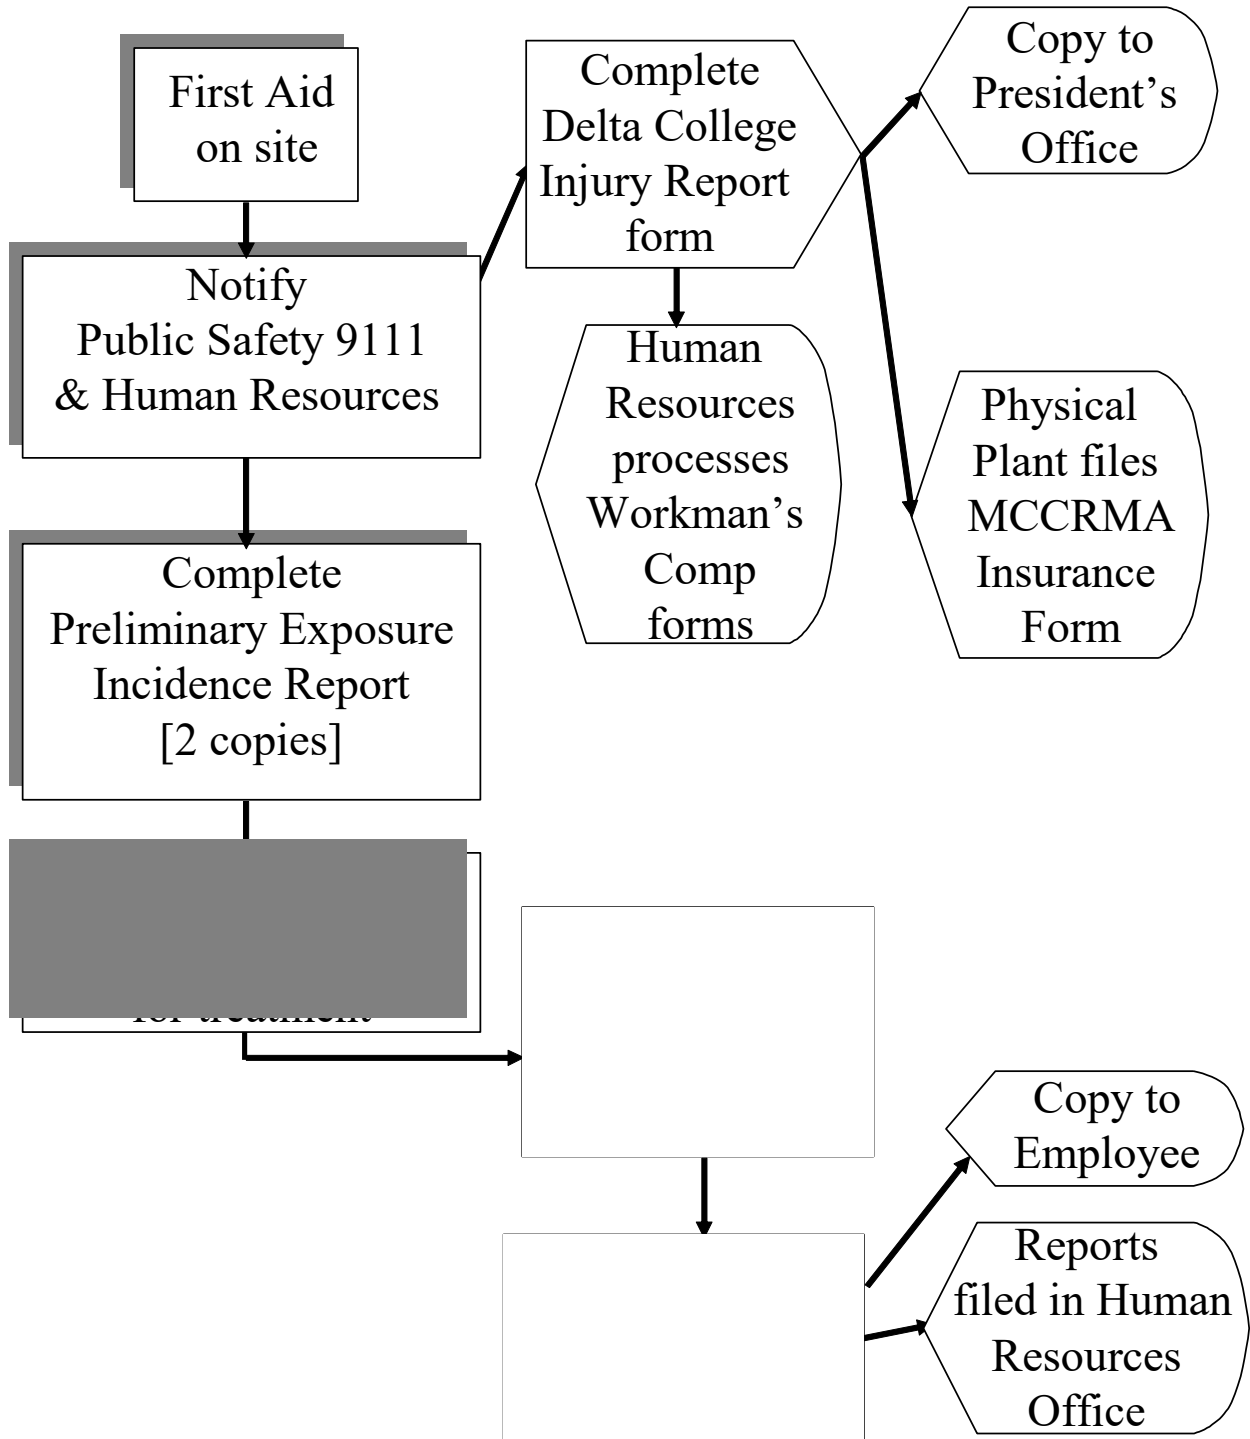 First Aid
on site
Notify
Public Safety 9111
& Human Resources
Complete
Preliminary Exposure
Incidence Report
[2 copies]
for treatment
Complete
Delta College
Injury Report
form
Human
Resources
processes
Workman’s
Comp
forms
Copy to
President’s
Office
Physical
Plant files
MCCRMA
Insurance
Form
Copy to
Employee
Reports
filed in Human
Resources
Office